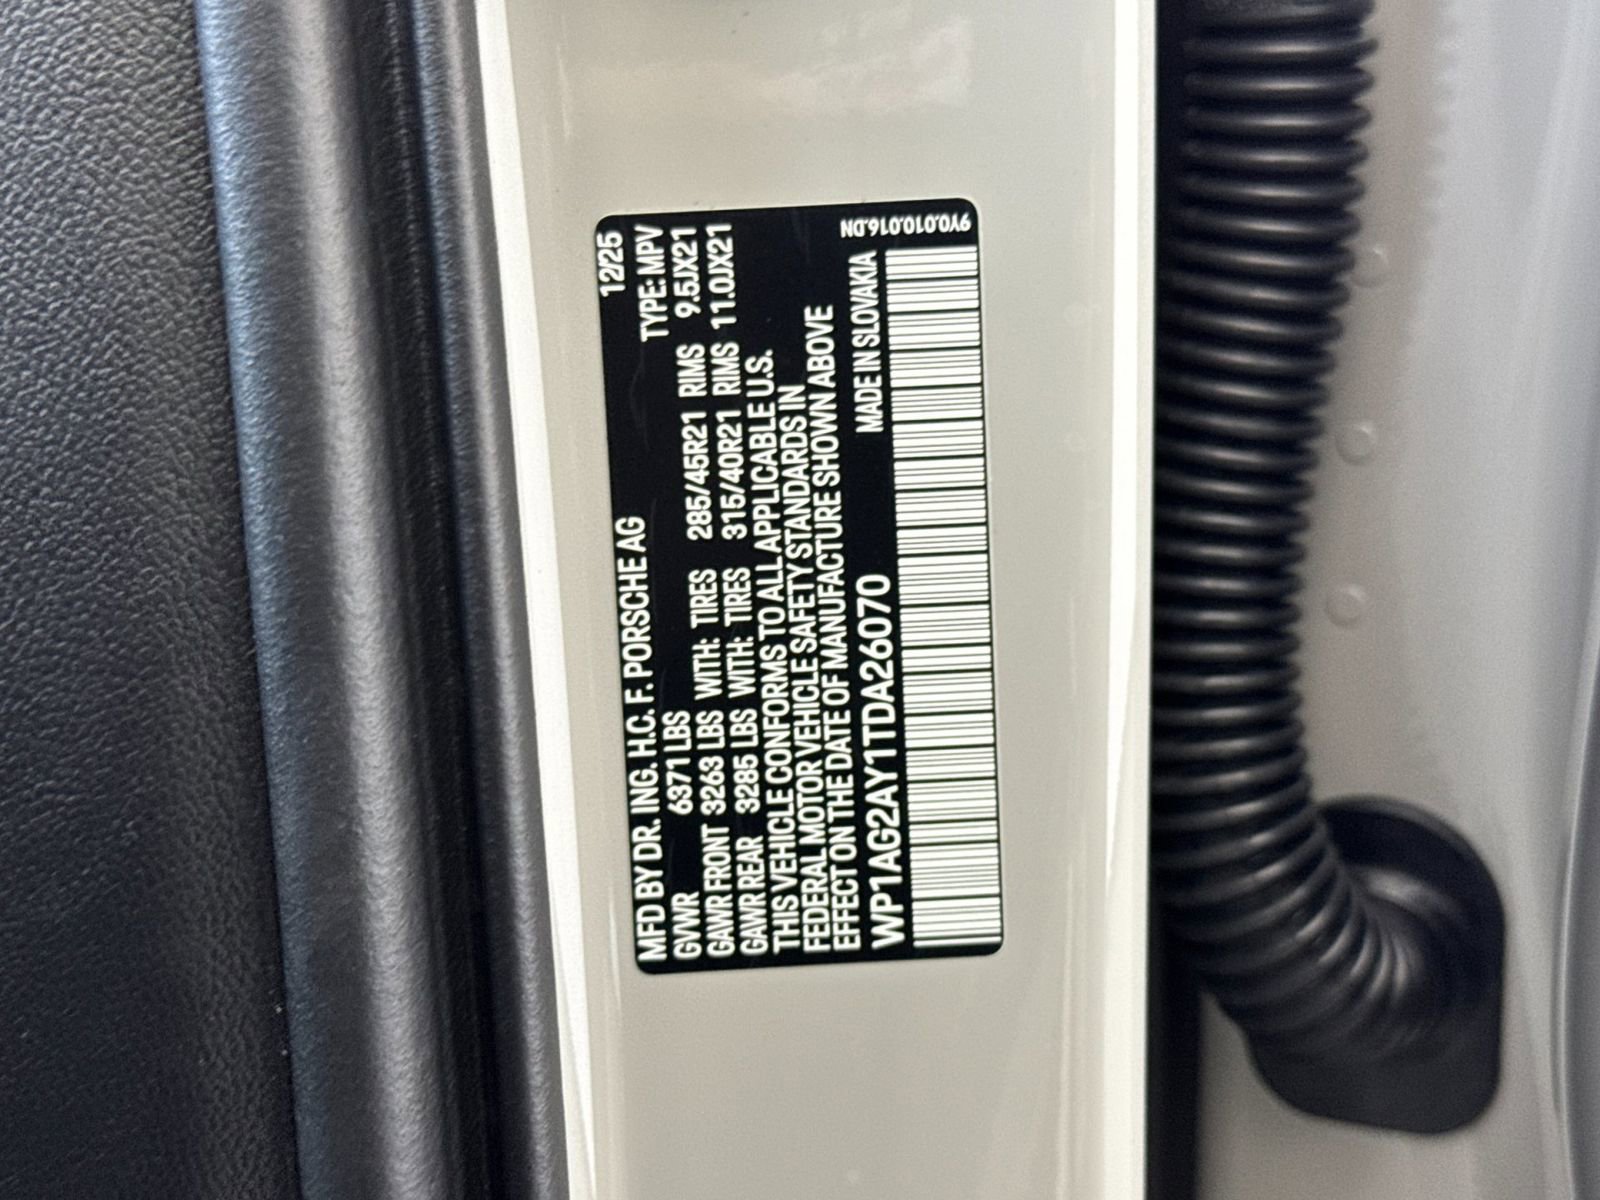 12/25
MFD BY DR. ING. H.C. F. PORSCHE AG TYPE: MPV
GVWR 6371 LBS
GAWR FRONT 3263 LBS WITH: TIRES 285/45R21 RIMS 9.5JX21
GAWR REAR 3285 LBS WITH: TIRES 315/40R21 RIMS 11.0JX21
THIS VEHICLE CONFORMS TO ALL APPLICABLE U.S.
FEDERAL MOTOR VEHICLE SAFETY STANDARDS IN
EFFECT ON THE DATE OF MANUFACTURE SHOWN ABOVE
MADE IN SLOVAKIA
WP1AG2AY1TDA26070
9Y0.010.016.DN